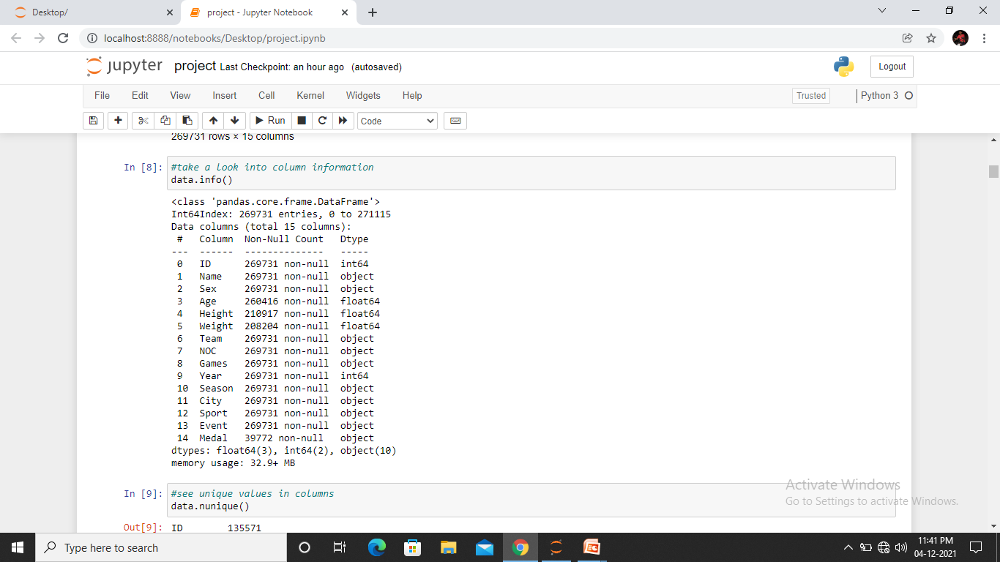 Desktop/
project - Jupyter Notebook
localhost:8888/notebooks/Desktop/project.ipynb
jupyter project Last Checkpoint: an hour ago (autosaved)
Logout
File Edit View Insert Cell Kernel Widgets Help
Trusted
Python 3
Run
Code
269731 rows × 15 columns
In [8]: #take a look into column information
data.info()
<class 'pandas.core.frame.DataFrame'>
Int64Index: 269731 entries, 0 to 271115
Data columns (total 15 columns):
 #   Column  Non-Null Count   Dtype
---  ------  --------------   -----
 0   ID      269731 non-null  int64
 1   Name    269731 non-null  object
 2   Sex     269731 non-null  object
 3   Age     260416 non-null  float64
 4   Height  210917 non-null  float64
 5   Weight  208204 non-null  float64
 6   Team    269731 non-null  object
 7   NOC     269731 non-null  object
 8   Games   269731 non-null  object
 9   Year    269731 non-null  int64
 10  Season  269731 non-null  object
 11  City    269731 non-null  object
 12  Sport   269731 non-null  object
 13  Event   269731 non-null  object
 14  Medal   39772 non-null   object
dtypes: float64(3), int64(2), object(10)
memory usage: 32.9+ MB
In [9]: #see unique values in columns
data.nunique()
Out[9]: ID        135571
Activate Windows
Go to Settings to activate Windows.
Type here to search
11:41 PM
04-12-2021